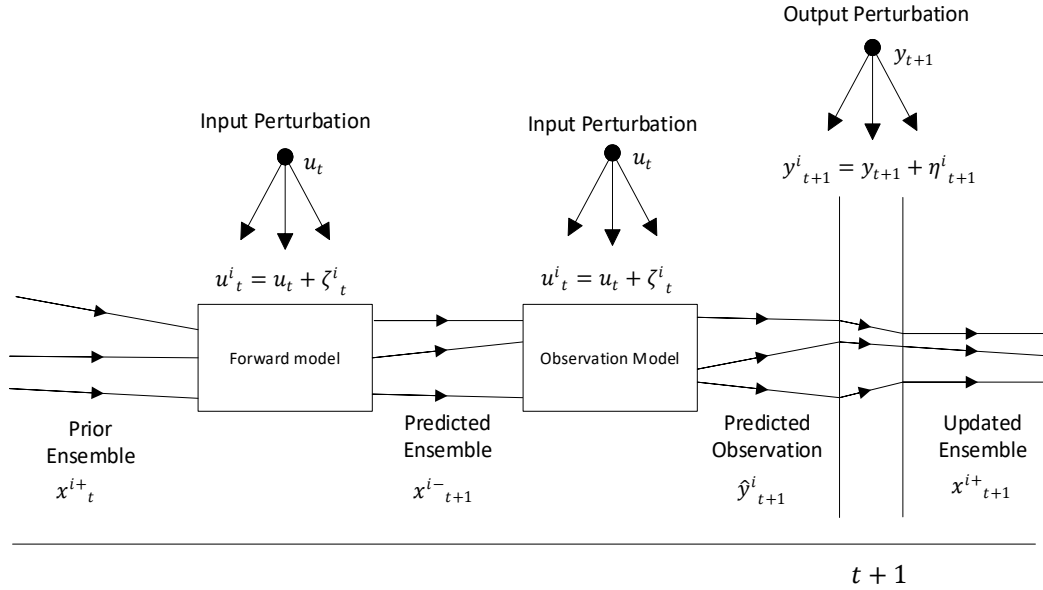 Output Perturbation
y_{t+1}
Input Perturbation
u_t
Input Perturbation
u_t
y^i_{t+1} = y_{t+1} + η^i_{t+1}
u^i_t = u_t + ζ^i_t
u^i_t = u_t + ζ^i_t
Forward model
Observation Model
Prior
Ensemble
x^{i+}_t
Predicted
Ensemble
x^{i−}_{t+1}
Predicted
Observation
ŷ^i_{t+1}
Updated
Ensemble
x^{i+}_{t+1}
t + 1